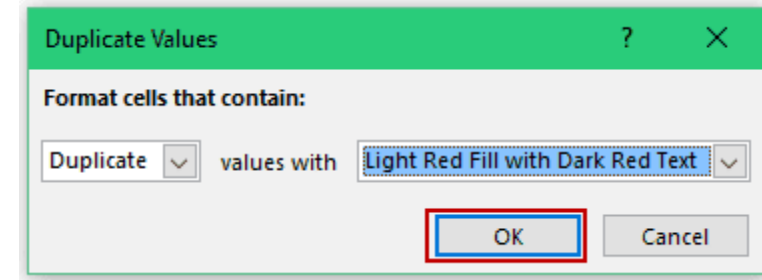 Duplicate Values ?
Format cells that contain:
Duplicate values with Light Red Fill with Dark Red Text
OK Cancel